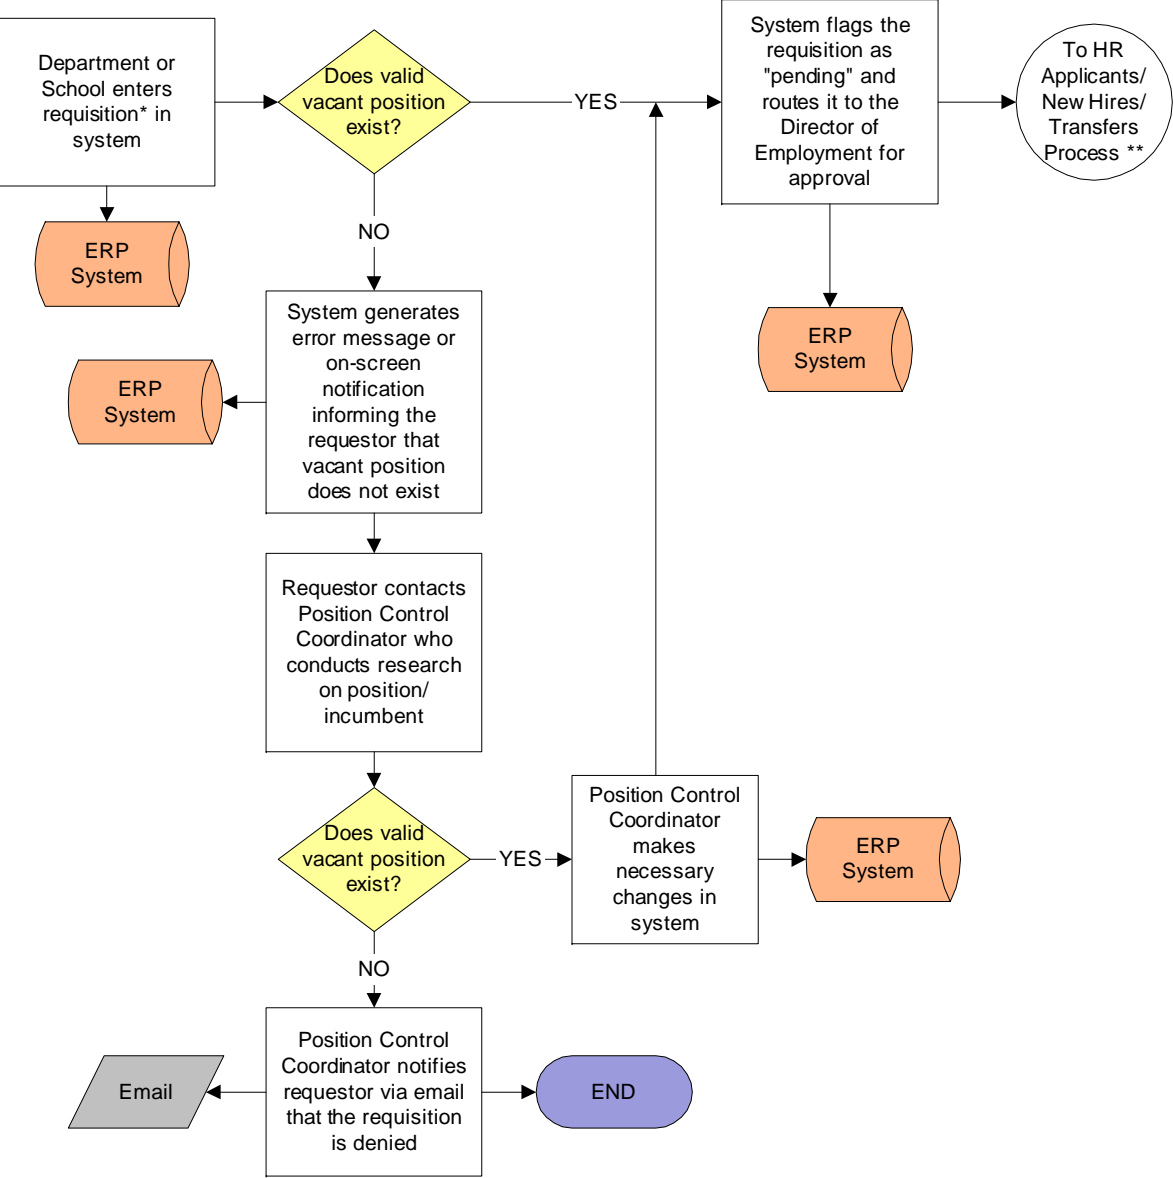 Department or
School enters
requisition* in
system
Does valid
vacant position
exist?
YES
System flags the
requisition as
"pending" and
routes it to the
Director of
Employment for
approval
To HR
Applicants/
New Hires/
Transfers
Process **
ERP
System
NO
ERP
System
System generates
error message or
on-screen
notification
informing the
requestor that
vacant position
does not exist
ERP
System
Requestor contacts
Position Control
Coordinator who
conducts research
on position/
incumbent
Does valid
vacant position
exist?
YES
Position Control
Coordinator
makes
necessary
changes in
system
ERP
System
NO
Position Control
Coordinator notifies
requestor via email
that the requisition
is denied
Email
END